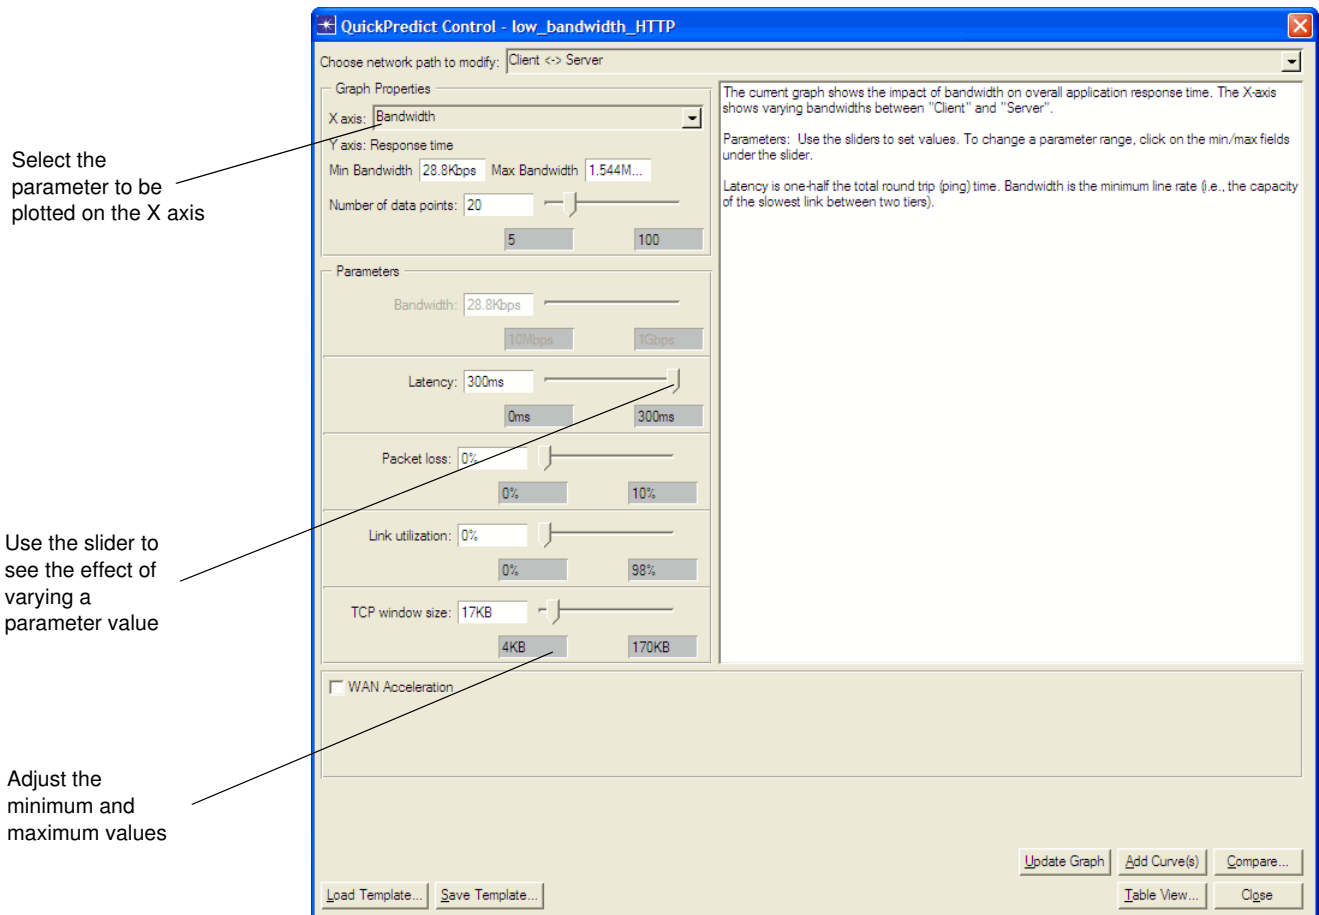 QuickPredict Control - low_bandwidth_HTTP
Choose network path to modify: Client <-> Server
Graph Properties
X axis: Bandwidth
Y axis: Response time
Min Bandwidth 28.8Kbps Max Bandwidth 1.544M...
Number of data points: 20
5 100
Parameters
Bandwidth: 28.8Kbps
10Mbps 1Gbps
Latency: 300ms
0ms 300ms
Packet loss: 0%
0% 10%
Link utilization: 0%
0% 98%
TCP window size: 17KB
4KB 170KB
The current graph shows the impact of bandwidth on overall application response time. The X-axis
shows varying bandwidths between "Client" and "Server".
Parameters: Use the sliders to set values. To change a parameter range, click on the min/max fields
under the slider.
Latency is one-half the total round trip (ping) time. Bandwidth is the minimum line rate (i.e., the capacity
of the slowest link between two tiers).
WAN Acceleration
Update Graph Add Curve(s) Compare...
Load Template... Save Template... Table View... Close
Select the
parameter to be
plotted on the X axis
Use the slider to
see the effect of
varying a
parameter value
Adjust the
minimum and
maximum values